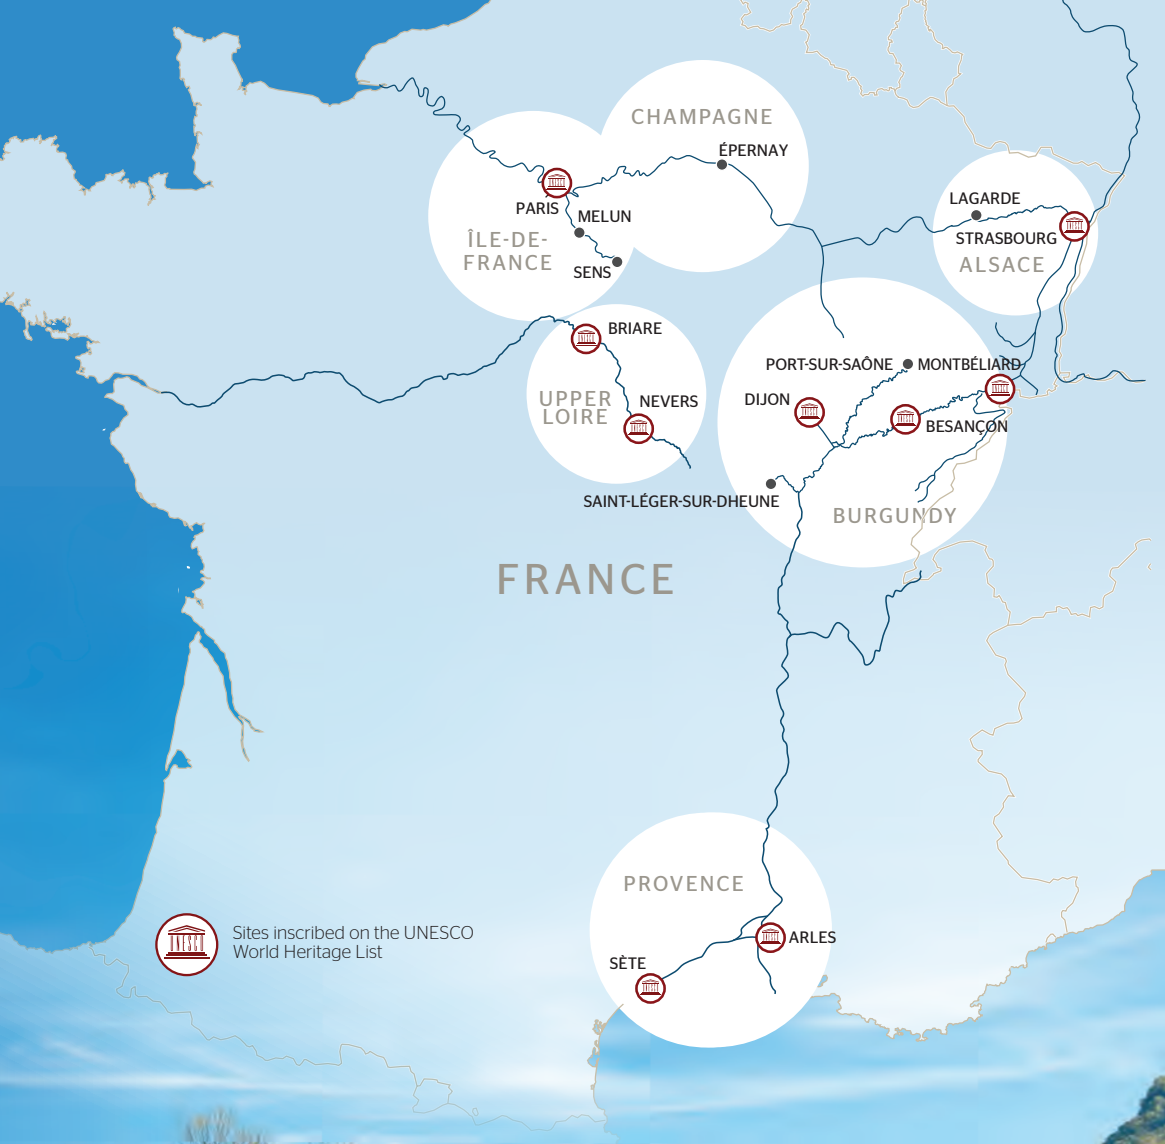 CHAMPAGNE
ÉPERNAY
PARIS
MELUN
ÎLE-DE-
FRANCE
SENS
LAGARDE
STRASBOURG
ALSACE
BRIARE
UPPER
LOIRE
NEVERS
PORT-SUR-SAÔNE
MONTBÉLIARD
DIJON
BESANÇON
SAINT-LÉGER-SUR-DHEUNE
BURGUNDY
FRANCE
PROVENCE
ARLES
SÈTE
UNESCO
Sites inscribed on the UNESCO
World Heritage List